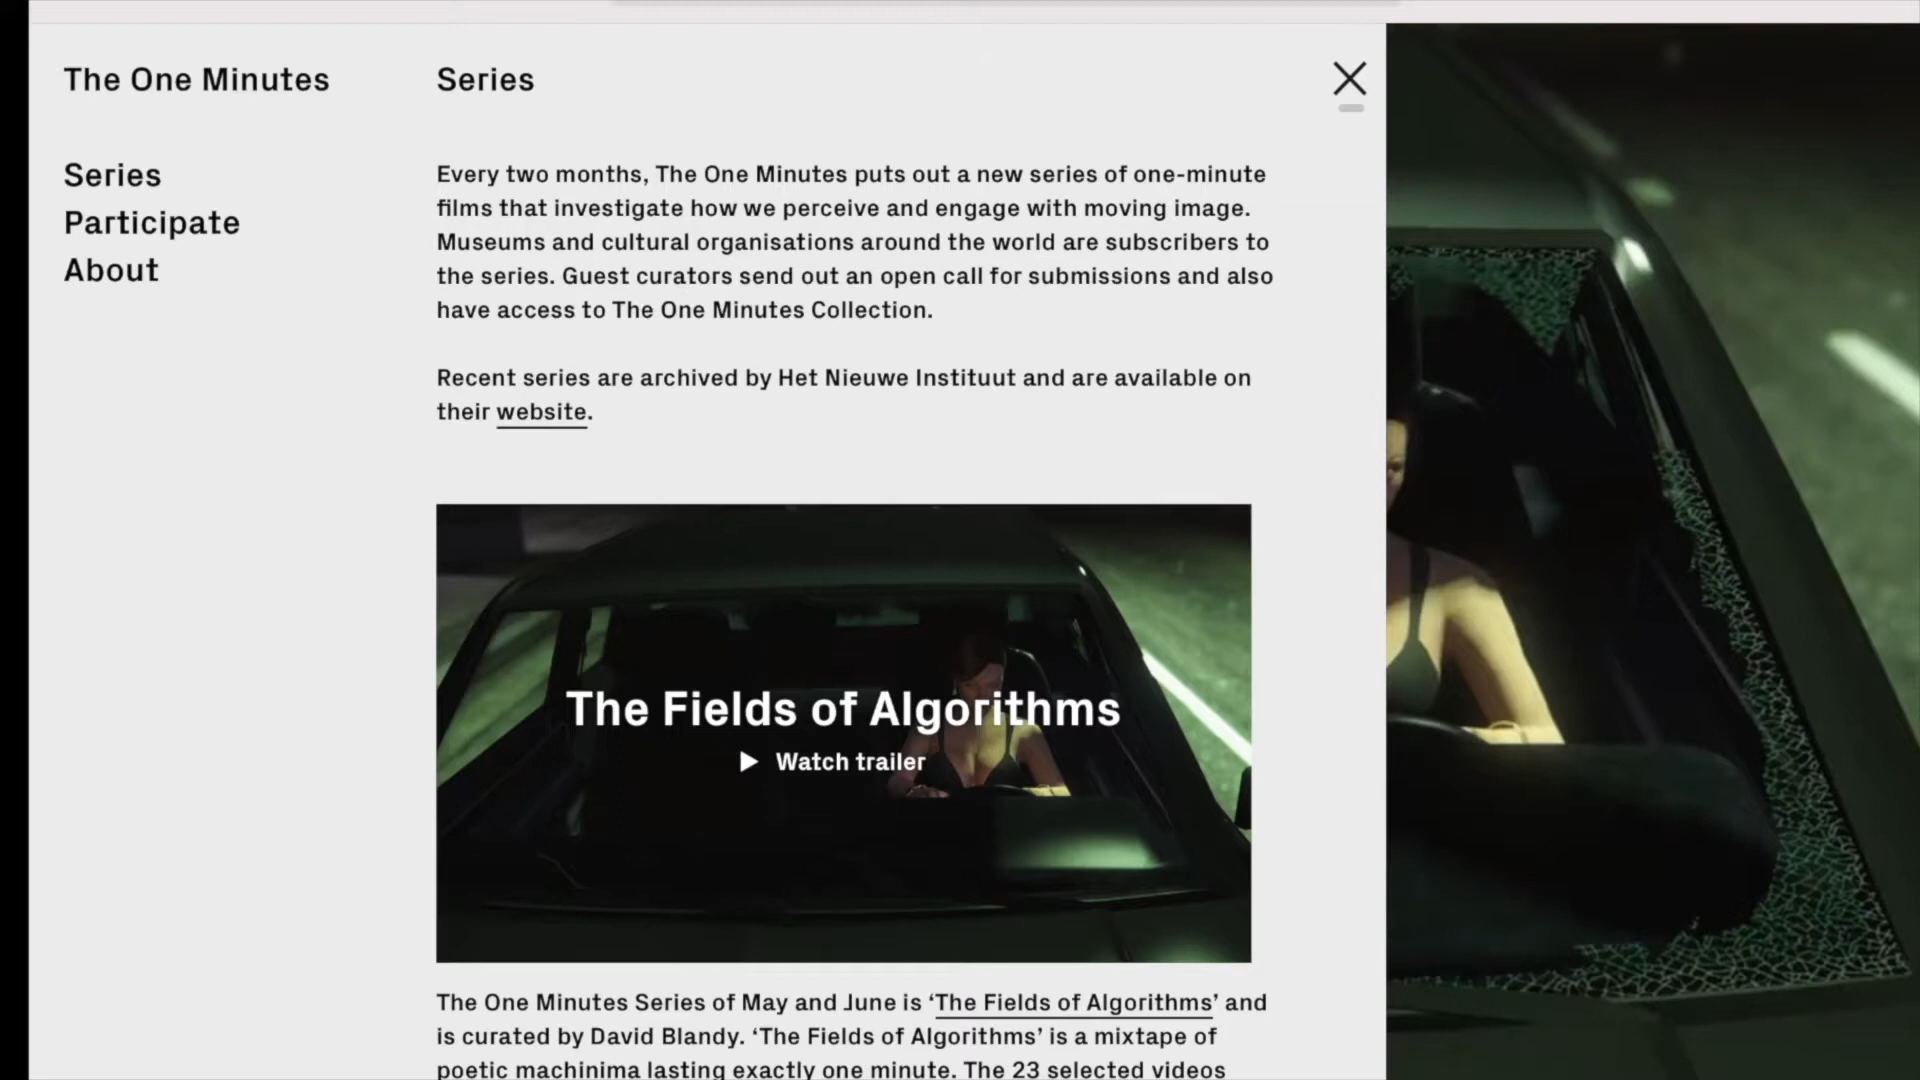 The One Minutes
Series
Participate
About
Series
Every two months, The One Minutes puts out a new series of one-minute
films that investigate how we perceive and engage with moving image.
Museums and cultural organisations around the world are subscribers to
the series. Guest curators send out an open call for submissions and also
have access to The One Minutes Collection.
Recent series are archived by Het Nieuwe Instituut and are available on
their website.
The Fields of Algorithms
Watch trailer
The One Minutes Series of May and June is ‘The Fields of Algorithms’ and
is curated by David Blandy. ‘The Fields of Algorithms’ is a mixtape of
poetic machinima lasting exactly one minute. The 23 selected videos